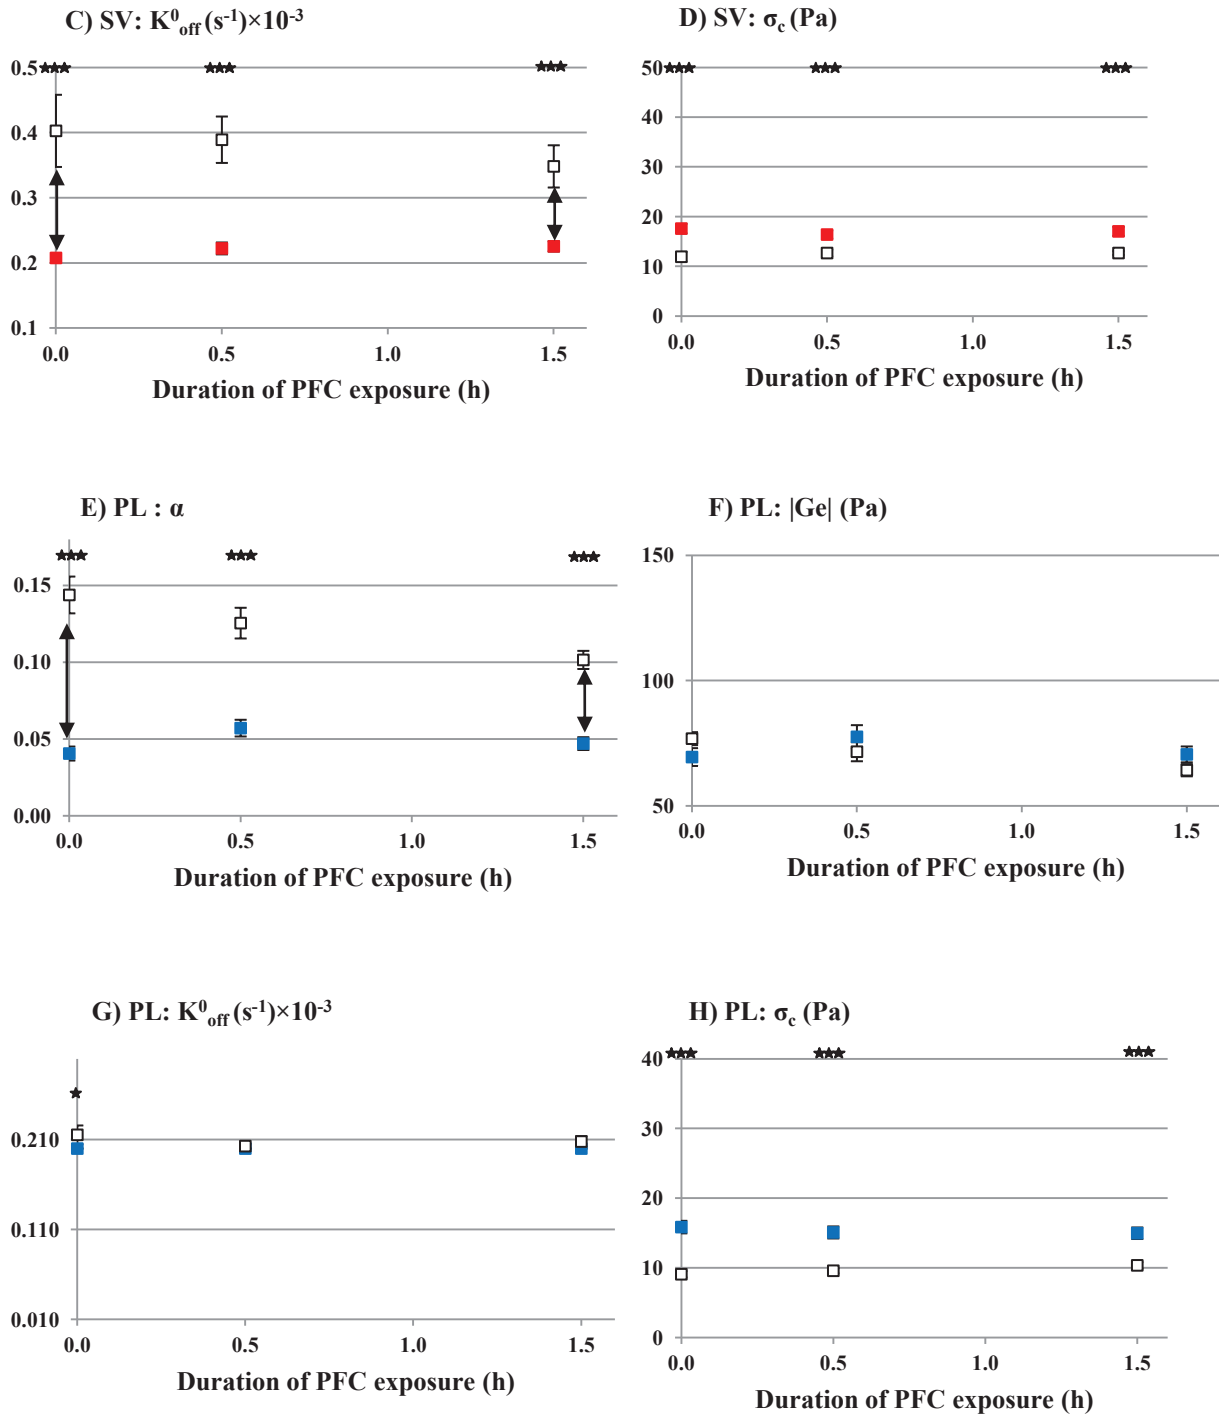 C) SV: K⁰off (s⁻¹)×10⁻³
0.5
0.4
0.3
0.2
0.1
0.0 0.5 1.0 1.5
Duration of PFC exposure (h)
D) SV: σc (Pa)
50
40
30
20
10
0
0.0 0.5 1.0 1.5
Duration of PFC exposure (h)
E) PL : α
0.15
0.10
0.05
0.00
0.0 0.5 1.0 1.5
Duration of PFC exposure (h)
F) PL: |Ge| (Pa)
150
100
50
0.0 0.5 1.0 1.5
Duration of PFC exposure (h)
G) PL: K⁰off (s⁻¹)×10⁻³
0.210
0.110
0.010
0.0 0.5 1.0 1.5
Duration of PFC exposure (h)
H) PL: σc (Pa)
40
30
20
10
0
0.0 0.5 1.0 1.5
Duration of PFC exposure (h)